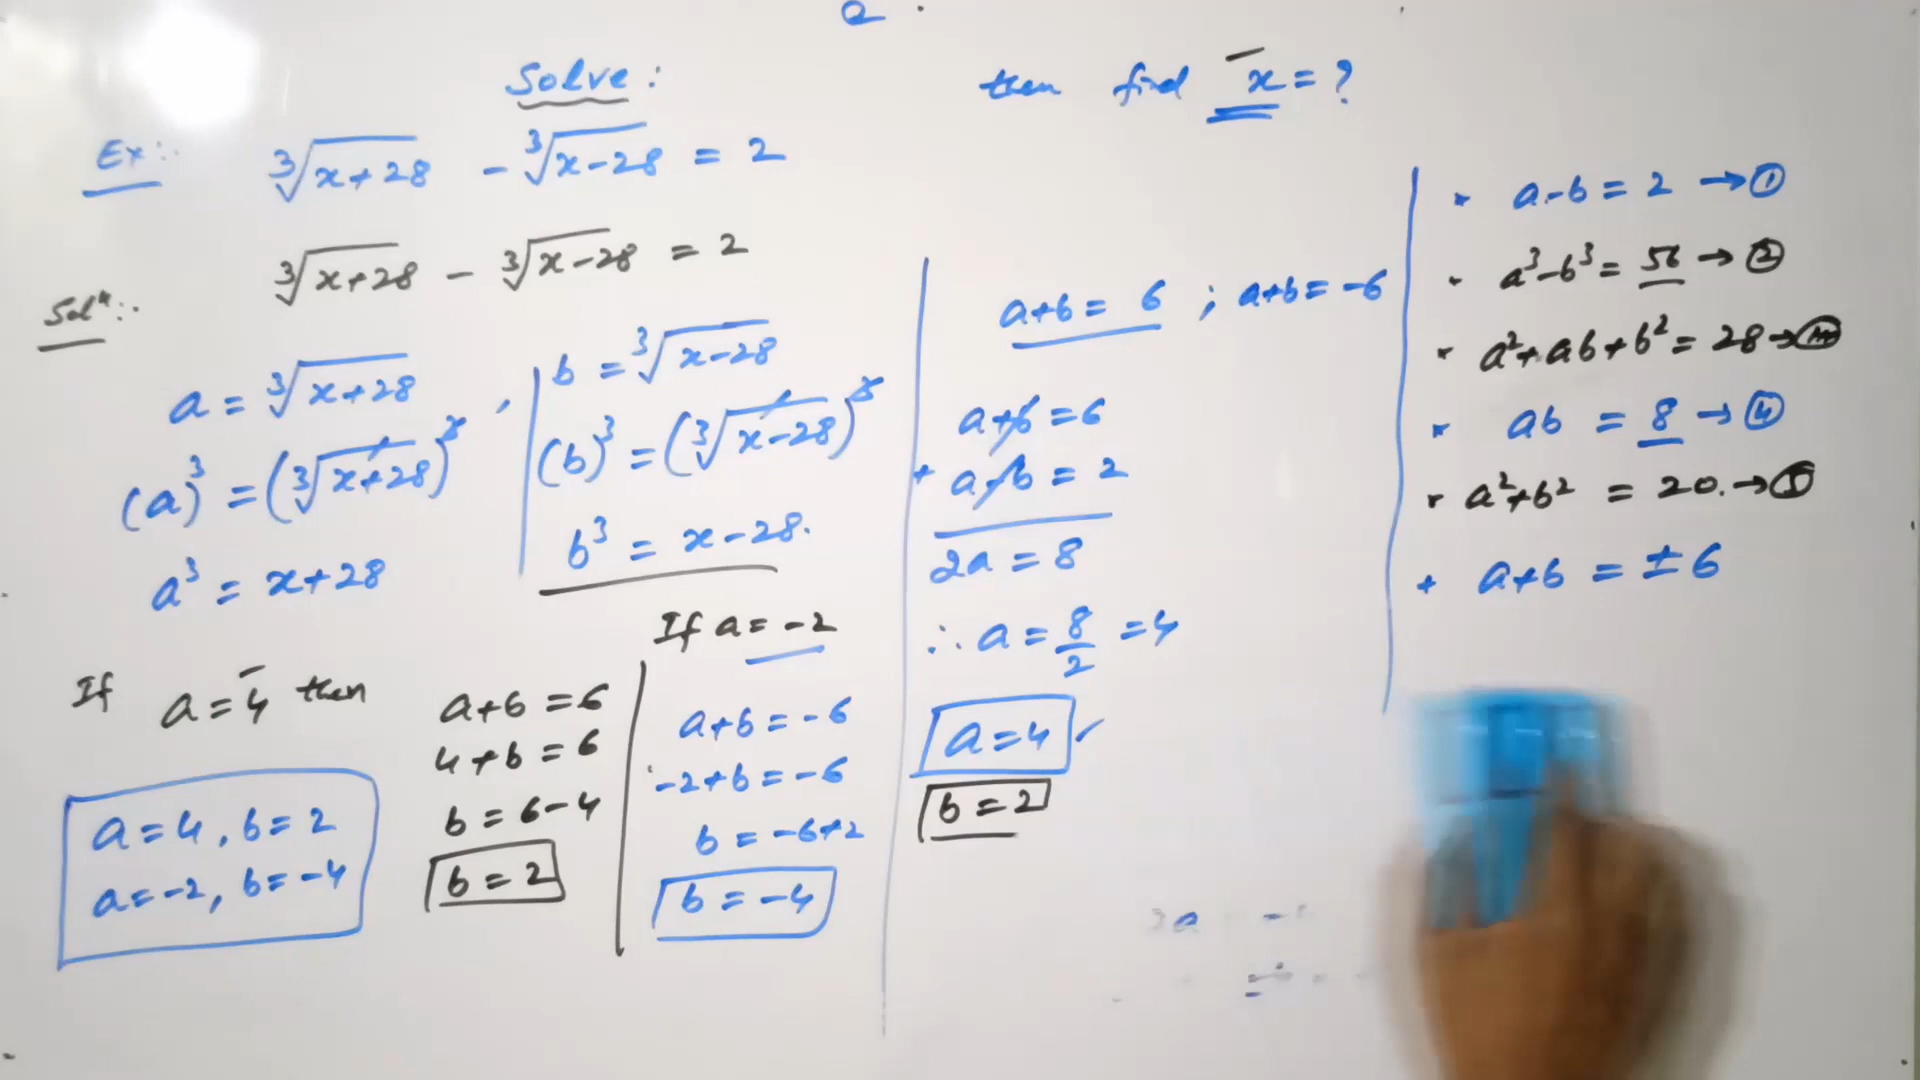 Solve:
then find x = ?
Ex:-
∛(x+28) - ∛(x-28) = 2
Solⁿ:-
∛(x+28) - ∛(x-28) = 2
a = ∛(x+28) ,
(a)³ = (∛(x+28))³
a³ = x+28
b = ∛(x-28)
(b)³ = (∛(x-28))³
b³ = x-28.
If a = 4 then
a=4, b=2
a=-2, b=-4
a+b = 6
4+b = 6
b = 6-4
b = 2
If a = -2
a+b = -6
-2+b = -6
b = -6+2
b = -4
a+b = 6 ; a+b = -6
a+b = 6
+ a-b = 2
2a = 8
∴ a = 8/2 = 4
a = 4 ✓
b = 2
a-b = 2 → ①
a³-b³ = 56 → ②
a²+ab+b² = 28 →
ab = 8 → ④
a²+b² = 20. → ⑤
a+b = ±6